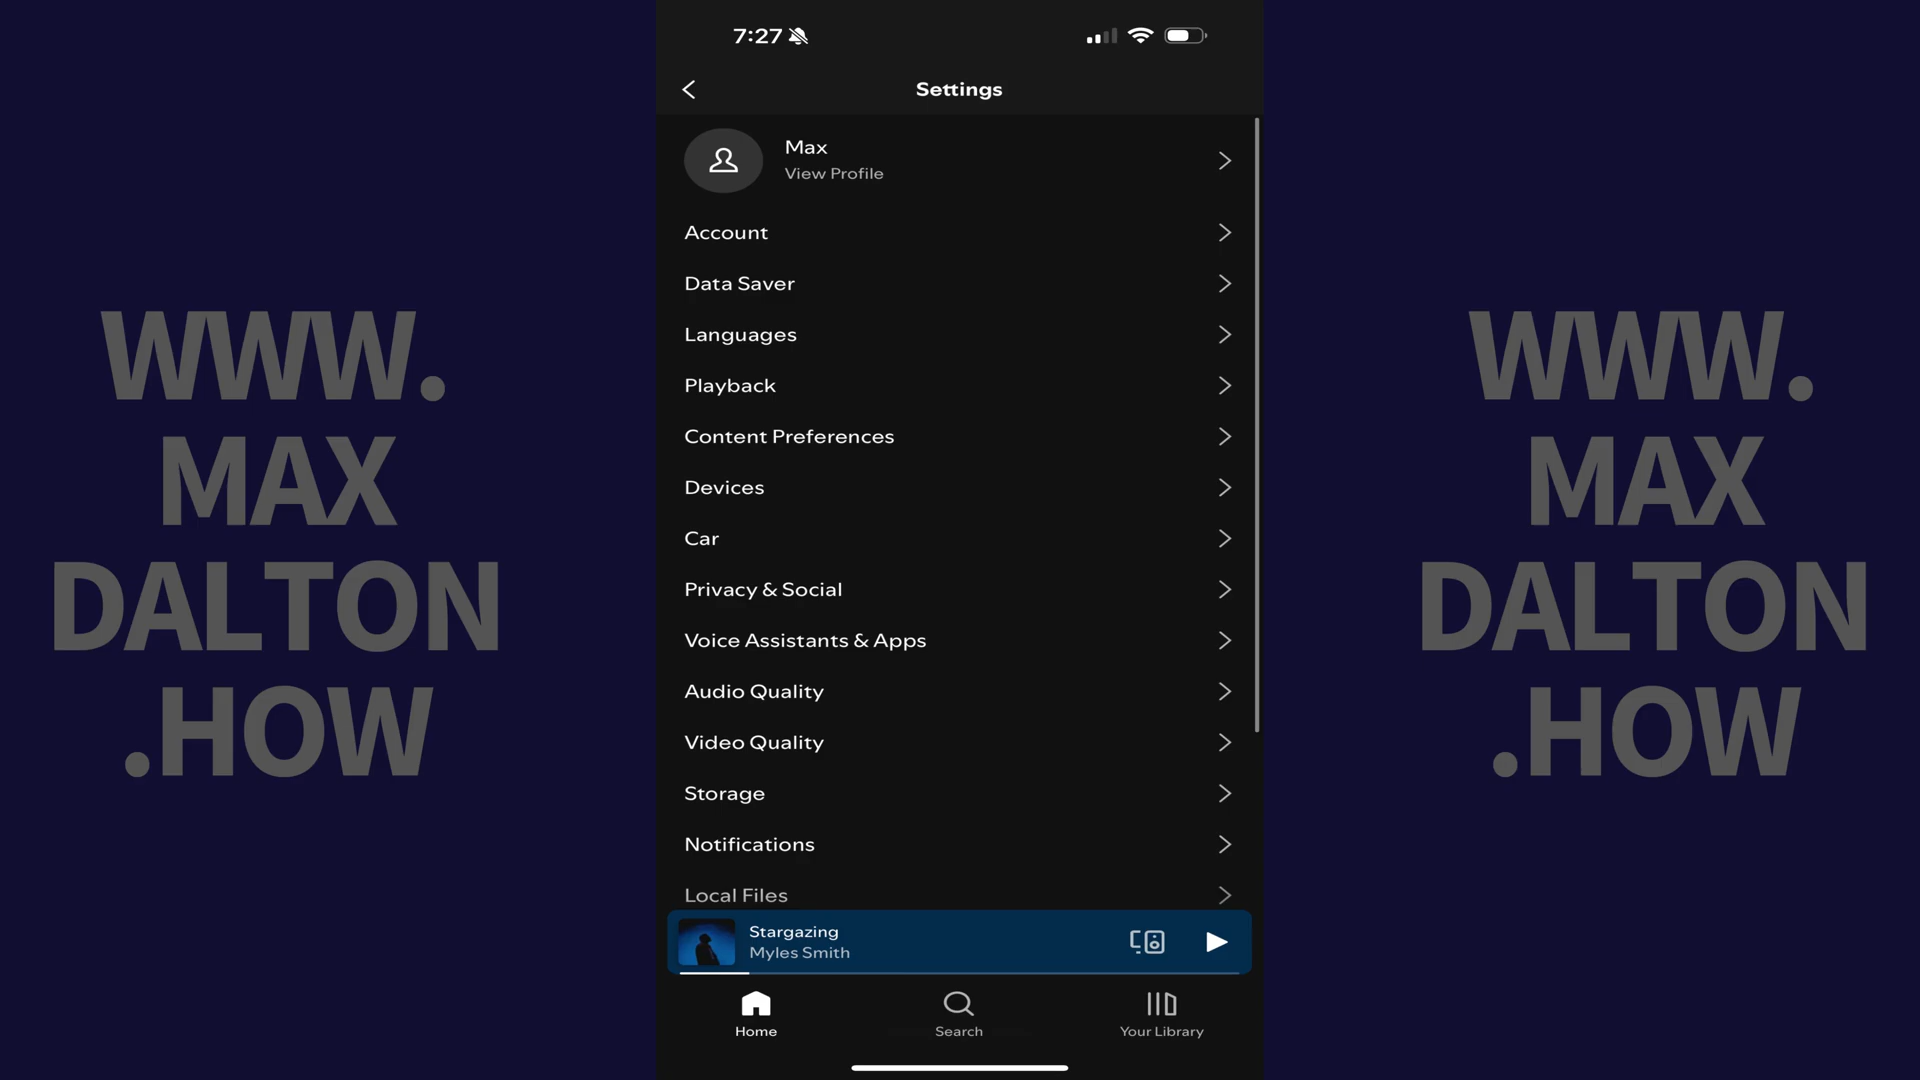 WWW.
MAX
DALTON
.HOW
7:27
Settings
Max
View Profile
Account
Data Saver
Languages
Playback
Content Preferences
Devices
Car
Privacy & Social
Voice Assistants & Apps
Audio Quality
Video Quality
Storage
Notifications
Local Files
Stargazing
Myles Smith
Home
Search
Your Library
WWW.
MAX
DALTON
.HOW